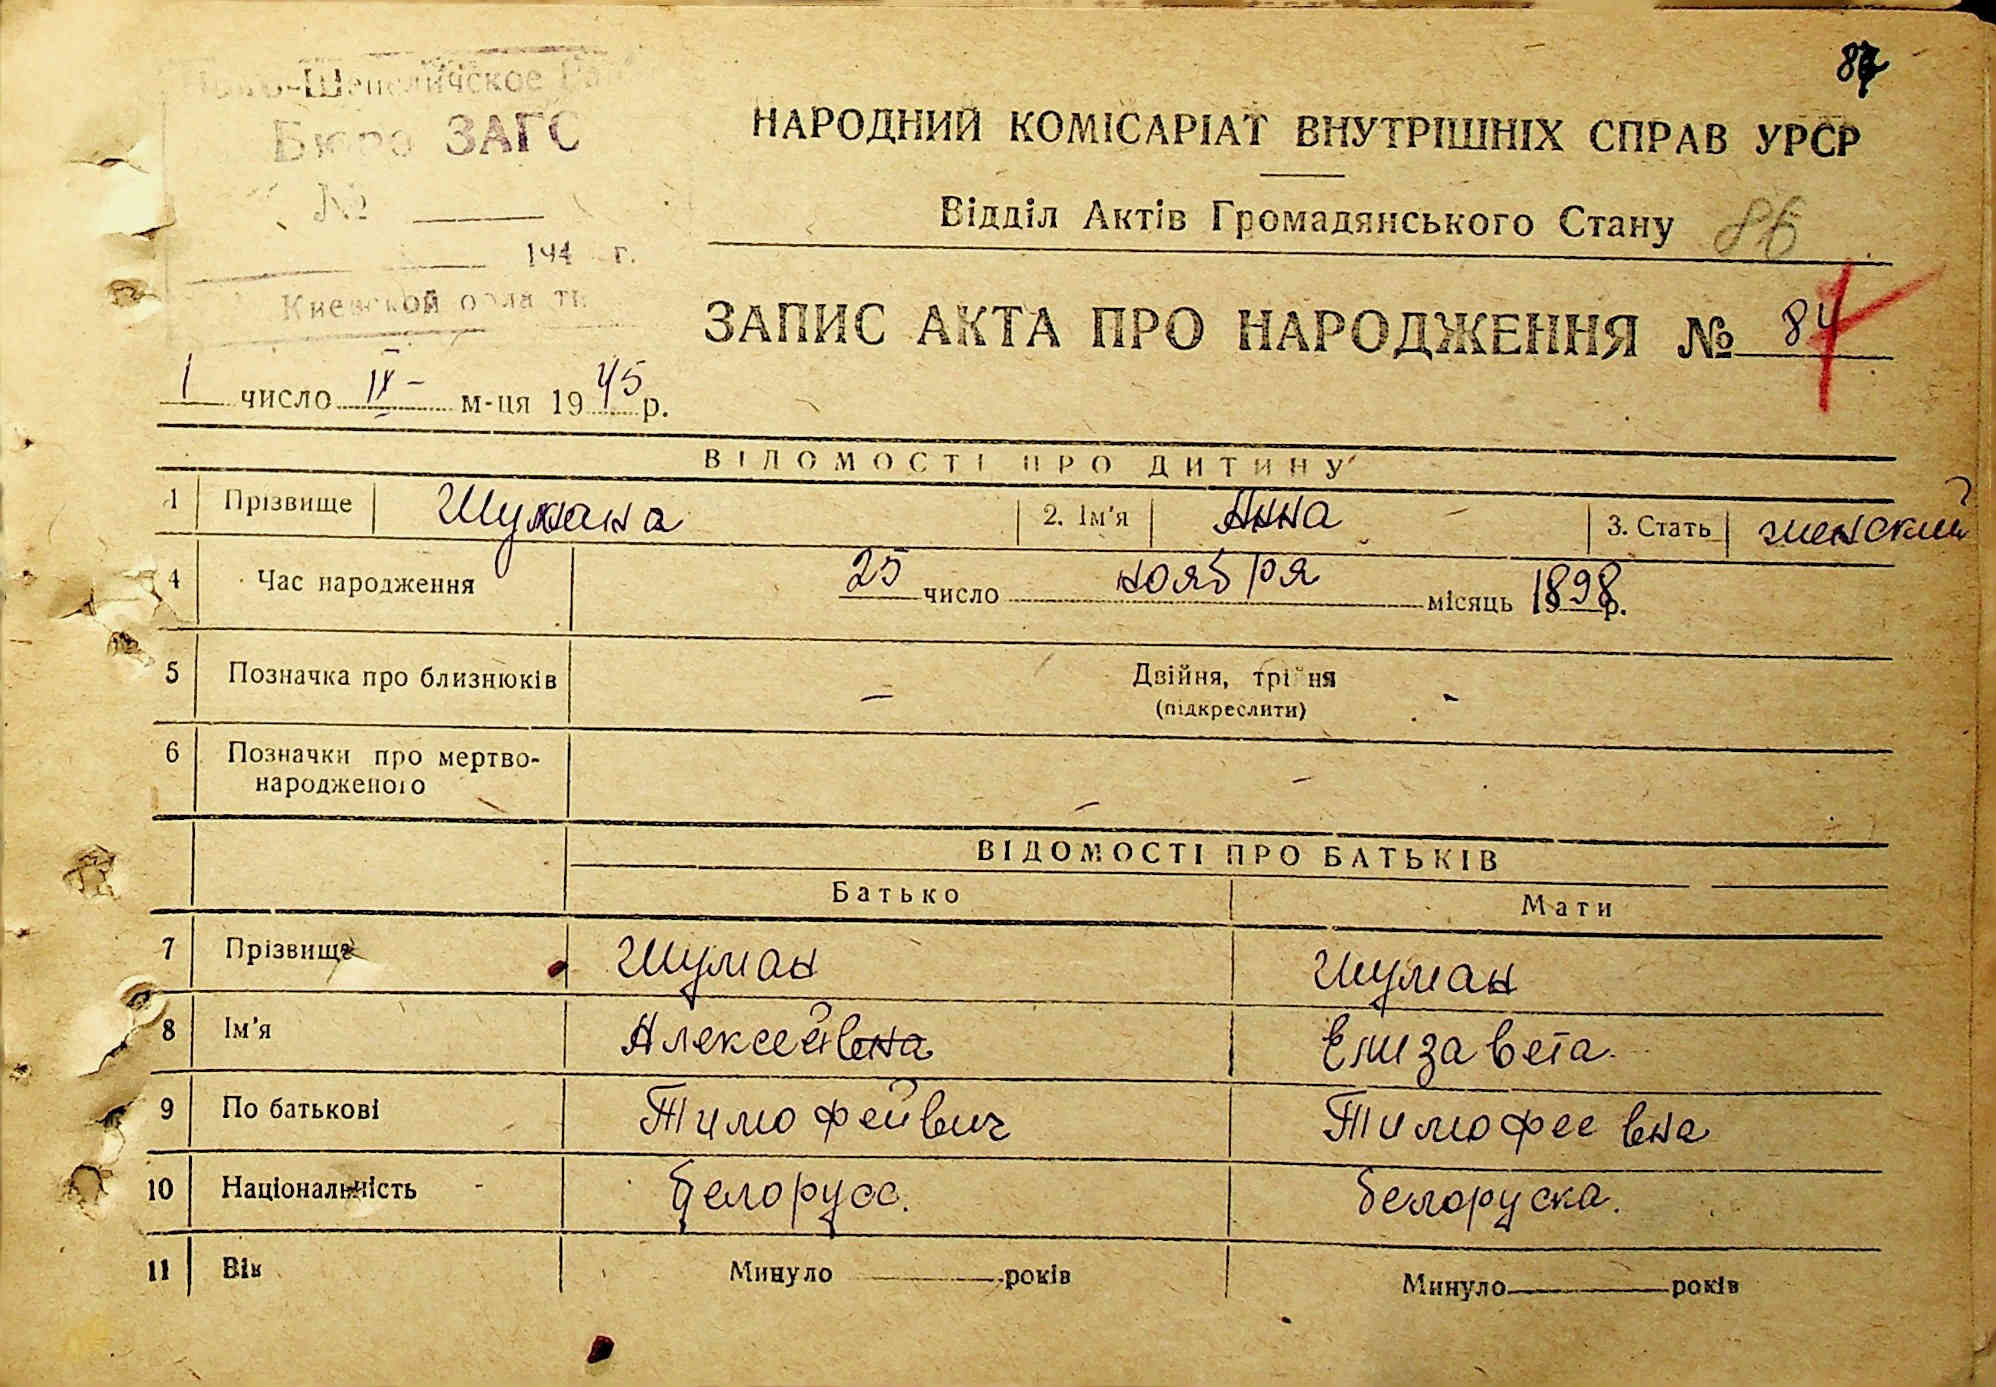 87
-Шепеличское
Бюро ЗАГС
№
194 г.
Киевской области
НАРОДНИЙ КОМІСАРІАТ ВНУТРІШНІХ СПРАВ УРСР
Відділ Актів Громадянського Стану 86
ЗАПИС АКТА ПРО НАРОДЖЕННЯ № 84
1 число IX м-ця 1945 р.
ВІДОМОСТІ ПРО ДИТИНУ
1 Прізвище Шумана 2. Ім'я Анна 3. Стать женский
4 Час народження 25 число ноября місяць 1898 р.
5 Позначка про близнюків — Двійня, трійня -
(підкреслити)
6 Позначки про мертво-
народженого
ВІДОМОСТІ ПРО БАТЬКІВ
Батько Мати
7 Прізвище Шуман Шуман
8 Ім'я Алексейвна Елизавета
9 По батькові Тимофейвич Тимофеевна
10 Національність белорусс. белоруска.
11 Вік Минуло років Минуло років